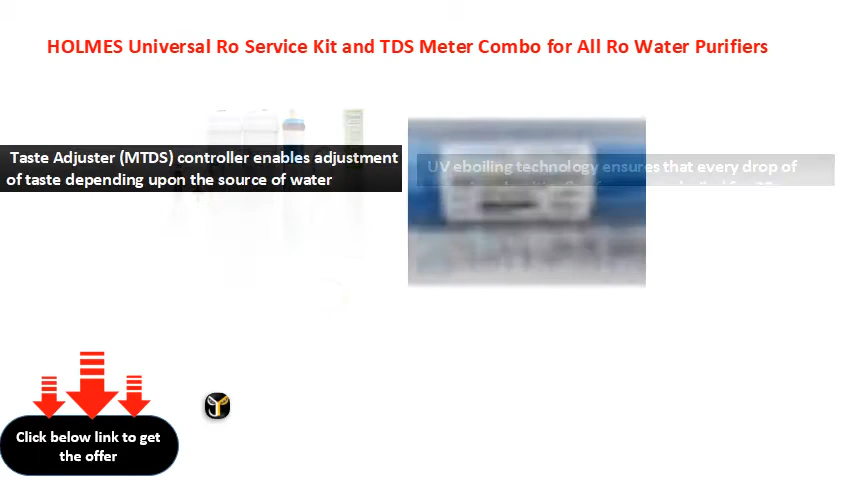 HOLMES Universal Ro Service Kit and TDS Meter Combo for All Ro Water Purifiers
Taste Adjuster (MTDS) controller enables adjustment
of taste depending upon the source of water
UV eboiling technology ensures that every drop of
Click below link to get
the offer